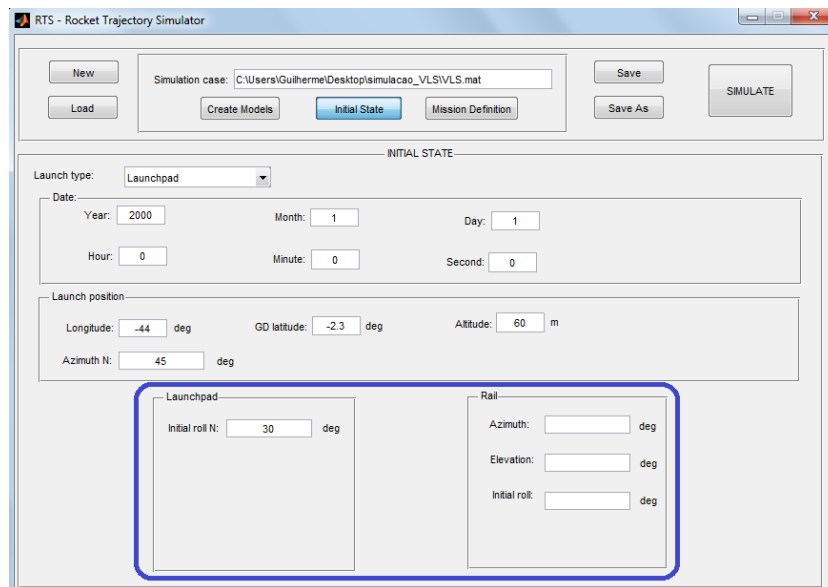 RTS - Rocket Trajectory Simulator
New
Simulation case: C:\Users\Guilherme\Desktop\simulacao_VLS\VLS.mat
Save
SIMULATE
Load
Create Models
Initial State
Mission Definition
Save As
INITIAL STATE
Launch type: Launchpad
Date:
Year: 2000 Month: 1 Day: 1
Hour: 0 Minute: 0 Second: 0
Launch position
Longitude: -44 deg GD latitude: -2.3 deg Altitude: 60 m
Azimuth N: 45 deg
Launchpad
Initial roll N: 30 deg
Rail
Azimuth: deg
Elevation: deg
Initial roll: deg